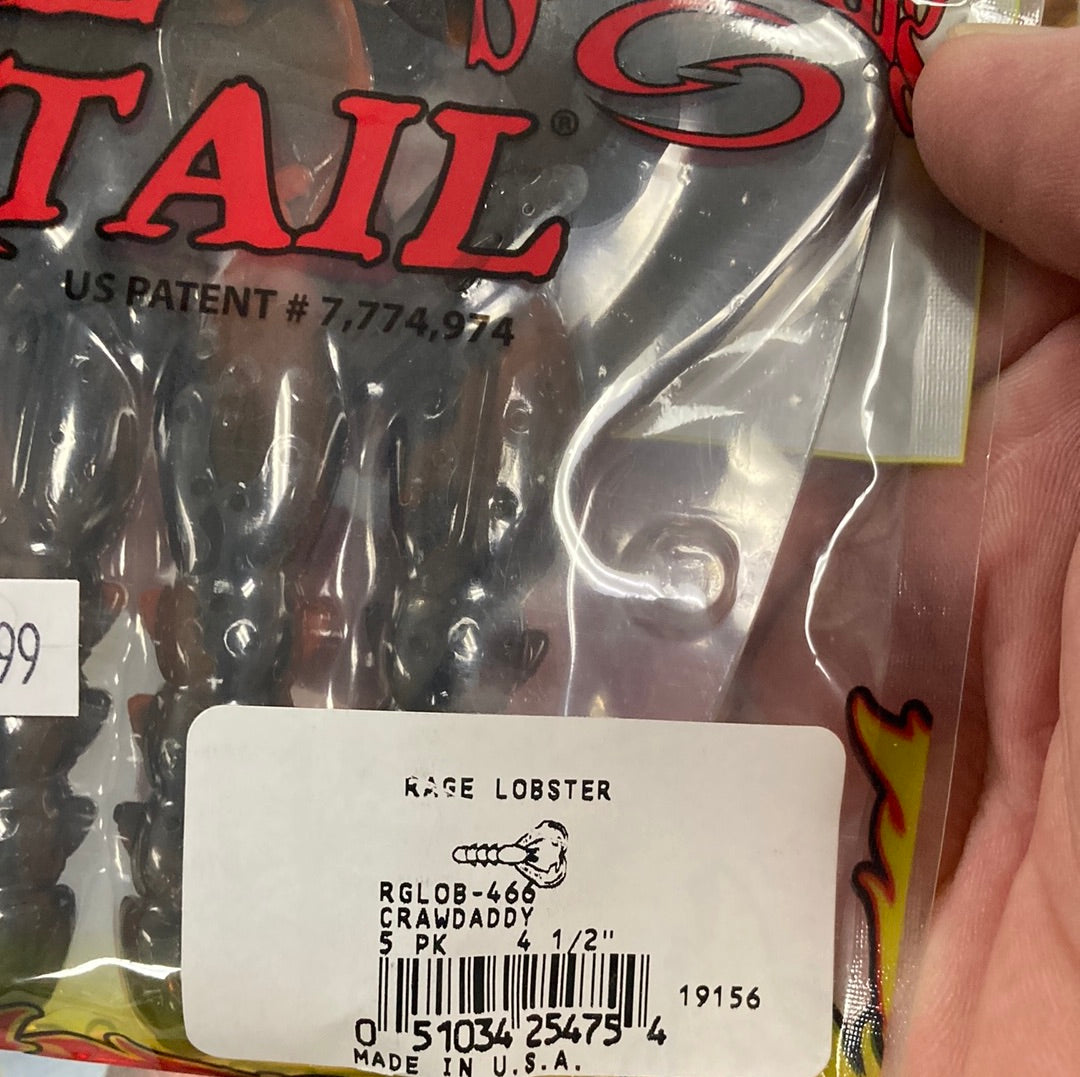 TAIL®
US PATENT # 7,774,974
99
RAGE LOBSTER
RGLOB-466
CRAWDADDY
5 PK 4 1/2"
19156
0 51034 25475 4
MADE IN U.S.A.